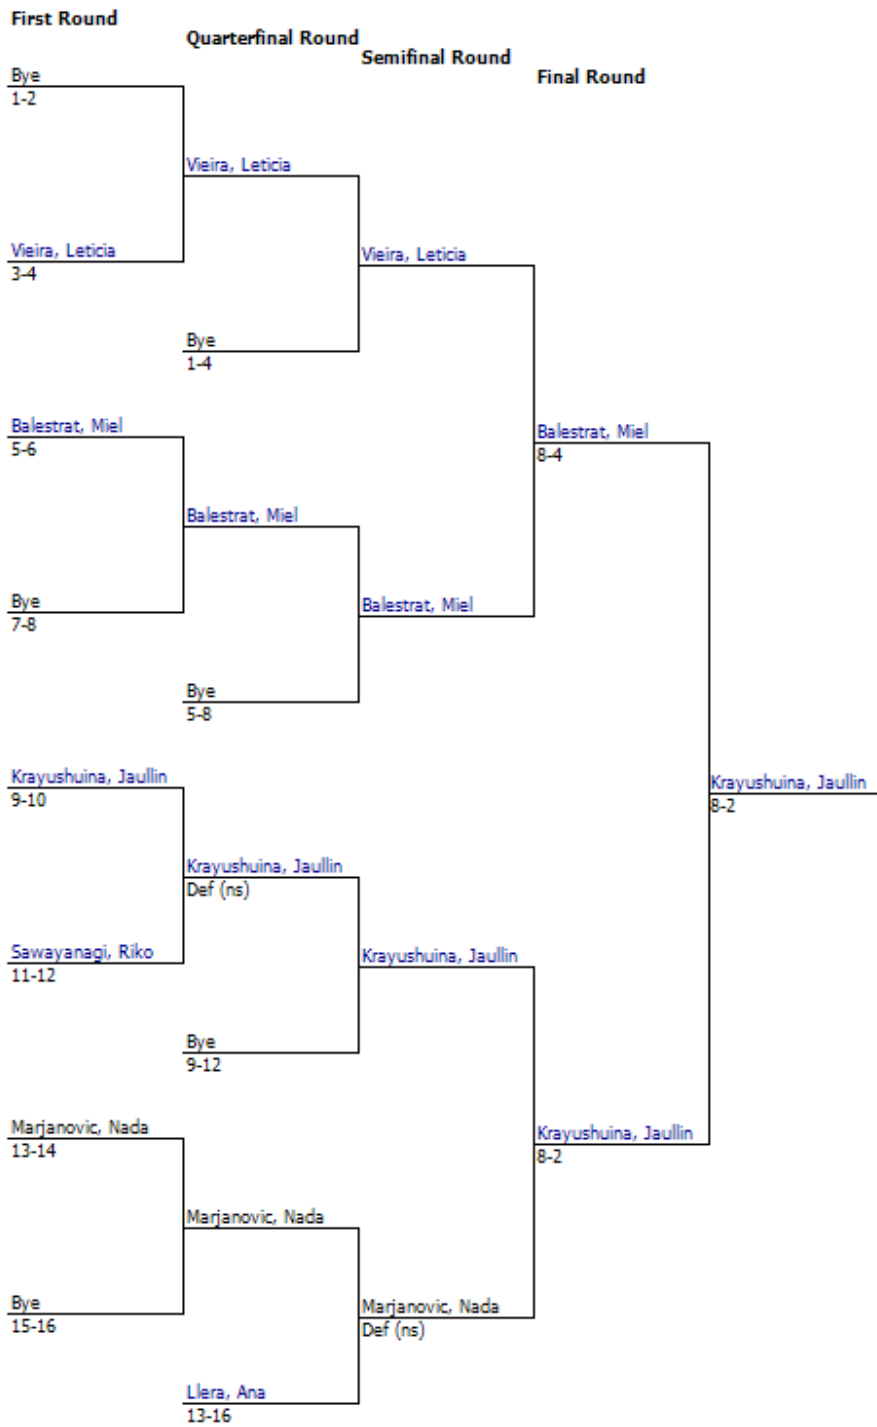 First Round
Quarterfinal Round
Semifinal Round
Final Round
Bye
1-2
Vieira, Leticia
Vieira, Leticia
3-4
Vieira, Leticia
Bye
1-4
Balestrat, Miel
5-6
Balestrat, Miel
8-4
Balestrat, Miel
Bye
7-8
Balestrat, Miel
Bye
5-8
Krayushuina, Jaullin
9-10
Krayushuina, Jaullin
8-2
Krayushuina, Jaullin
Def (ns)
Sawayanagi, Riko
11-12
Krayushuina, Jaullin
Bye
9-12
Marjanovic, Nada
13-14
Krayushuina, Jaullin
8-2
Marjanovic, Nada
Bye
15-16
Marjanovic, Nada
Def (ns)
Llera, Ana
13-16